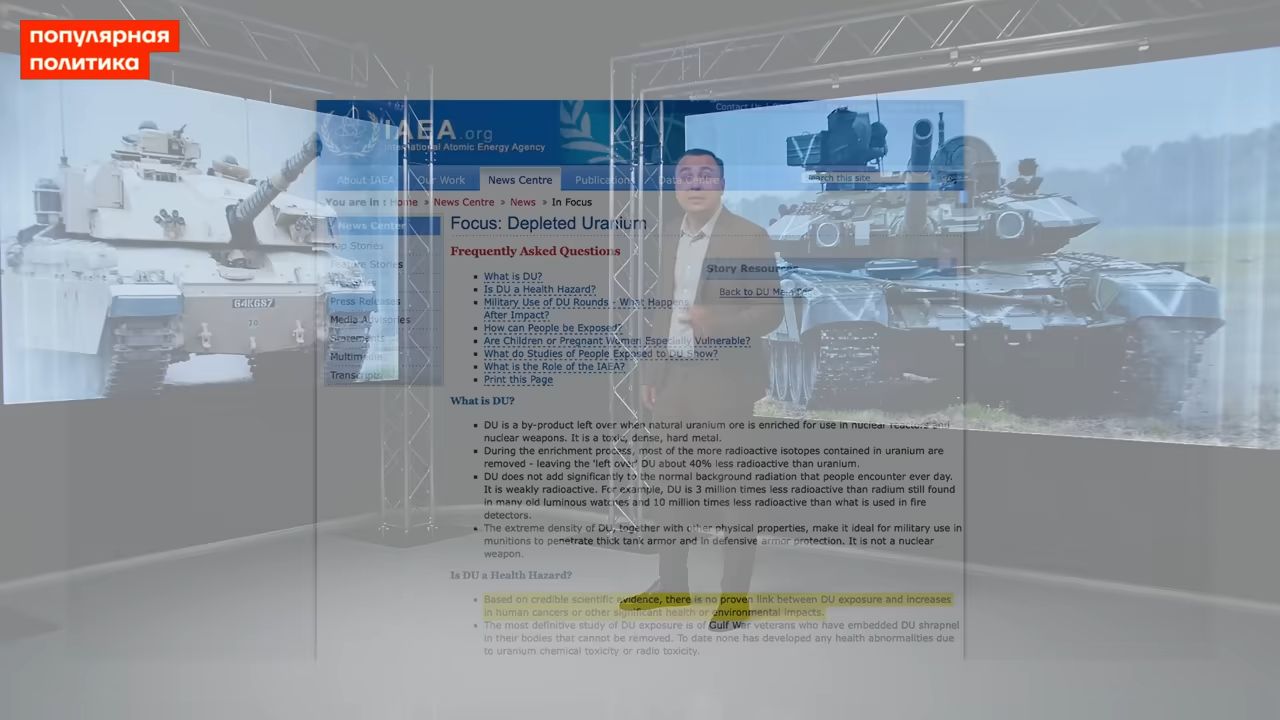 популярная
политика
IAEA.org
International Atomic Energy Agency
Contact Us
About IAEA Our Work News Centre Publications Data Centre
search this site
You are in : Home » News Centre » News » In Focus
News Center
Top Stories
Feature Stories
Press Releases
Media Advisories
Statements
Multimedia
Transcripts
Focus: Depleted Uranium
Frequently Asked Questions
What is DU?
Is DU a Health Hazard?
Military Use of DU Rounds - What Happens
After Impact?
How can People be Exposed?
Are Children or Pregnant Women Especially Vulnerable?
What do Studies of People Exposed to DU Show?
What is the Role of the IAEA?
Print this Page
Story Resources
Back to DU
What is DU?
DU is a by-product left over when natural uranium ore is enriched for use in nuclear reactors and
nuclear weapons. It is a toxic, dense, hard metal.
During the enrichment process, most of the more radioactive isotopes contained in uranium are
removed - leaving the 'left over' DU about 40% less radioactive than uranium.
DU does not add significantly to the normal background radiation that people encounter ever day.
It is weakly radioactive. For example, DU is 3 million times less radioactive than radium still found
in many old luminous watches and 10 million times less radioactive than what is used in fire
detectors.
The extreme density of DU, together with other physical properties, make it ideal for military use in
munitions to penetrate thick tank armor and in defensive armor protection. It is not a nuclear
weapon.
Is DU a Health Hazard?
Based on credible scientific evidence, there is no proven link between DU exposure and increases
in human cancers or other significant health or environmental impacts.
The most definitive study of DU exposure is of Gulf War veterans who have embedded DU shrapnel
in their bodies that cannot be removed. To date none has developed any health abnormalities due
to uranium chemical toxicity or radio toxicity.
64KG87